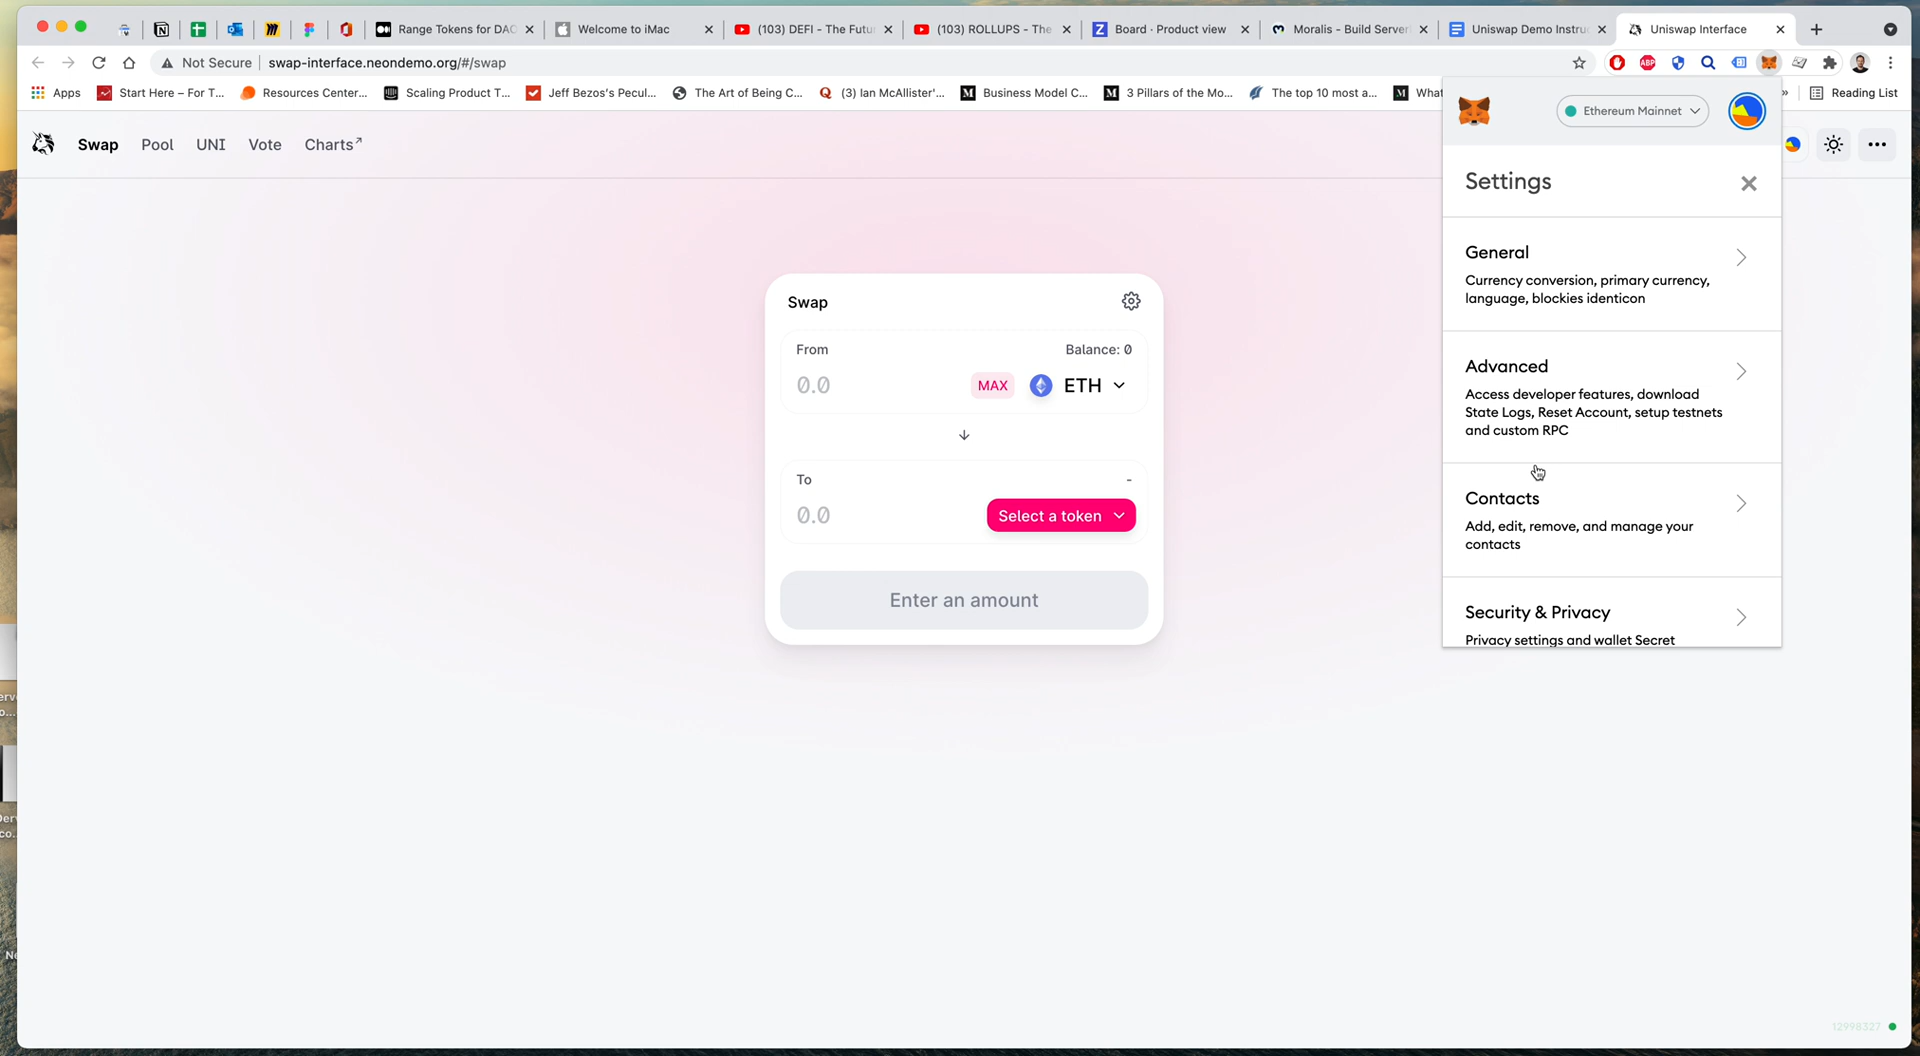 Range Tokens for DAC
Welcome to iMac
(103) DEFI - The Futu
(103) ROLLUPS - The
Board · Product view
Moralis - Build Server
Uniswap Demo Instru
Uniswap Interface
Not Secure
swap-interface.neondemo.org/#/swap
ABP
Apps
Start Here – For T...
Resources Center...
Scaling Product T...
Jeff Bezos's Pecul...
The Art of Being C...
(3) Ian McAllister'...
Business Model C...
3 Pillars of the Mo...
The top 10 most a...
What
»
Reading List
Ethereum Mainnet
Swap
Pool
UNI
Vote
Charts↗
Settings
General
Currency conversion, primary currency,
language, blockies identicon
Advanced
Access developer features, download
State Logs, Reset Account, setup testnets
and custom RPC
Contacts
Add, edit, remove, and manage your
contacts
Security & Privacy
Privacy settings and wallet Secret
Swap
From
Balance: 0
0.0
MAX
ETH
To
-
0.0
Select a token
Enter an amount
12998327